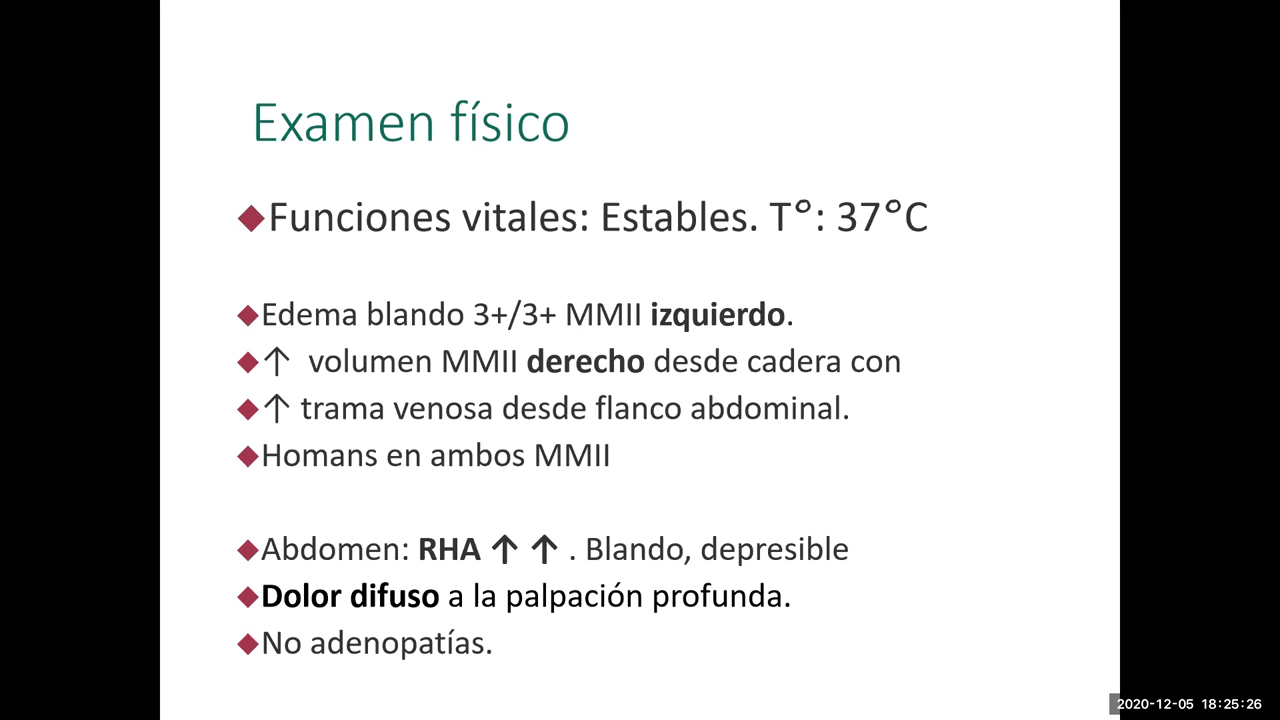 Examen físico
◆Funciones vitales: Estables. T°: 37°C
◆Edema blando 3+/3+ MMII izquierdo.
◆↑ volumen MMII derecho desde cadera con
◆↑ trama venosa desde flanco abdominal.
◆Homans en ambos MMII
◆Abdomen: RHA ↑ ↑ . Blando, depresible
◆Dolor difuso a la palpación profunda.
◆No adenopatías.
2020-12-05 18:25:26